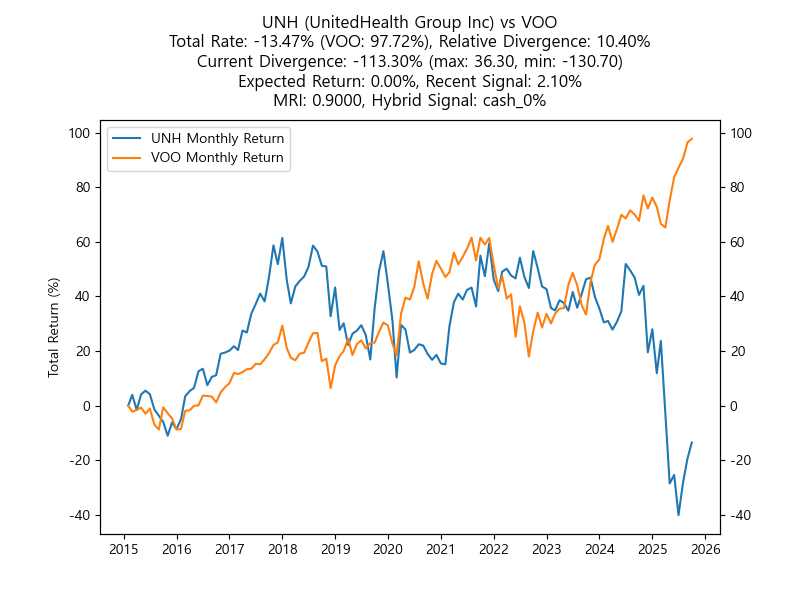 UNH (UnitedHealth Group Inc) vs VOO
Total Rate: -13.47% (VOO: 97.72%), Relative Divergence: 10.40%
Current Divergence: -113.30% (max: 36.30, min: -130.70)
Expected Return: 0.00%, Recent Signal: 2.10%
MRI: 0.9000, Hybrid Signal: cash_0%
UNH Monthly Return
VOO Monthly Return
Total Return (%)
100
80
60
40
20
0
-20
-40
100
80
60
40
20
0
-20
-40
2015 2016 2017 2018 2019 2020 2021 2022 2023 2024 2025 2026